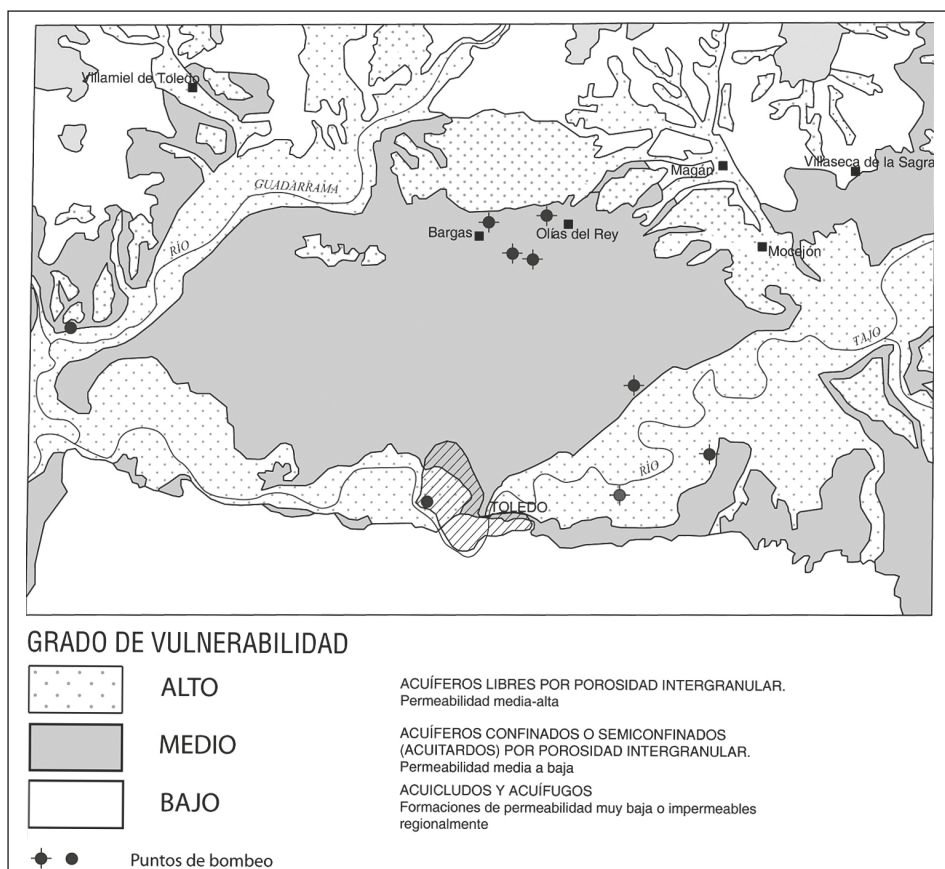 Villamiel de Toledo
Magán
Villaseca de la Sagra
GUADARRAMA
RÍO
Bargas
Olías del Rey
Mocejón
TAJO
RÍO
TOLEDO
GRADO DE VULNERABILIDAD
ALTO
ACUÍFEROS LIBRES POR POROSIDAD INTERGRANULAR.
Permeabilidad media-alta
MEDIO
ACUÍFEROS CONFINADOS O SEMICONFINADOS
(ACUITARDOS) POR POROSIDAD INTERGRANULAR.
Permeabilidad media a baja
BAJO
ACUICLUDOS Y ACUÍFUGOS
Formaciones de permeabilidad muy baja o impermeables
regionalmente
Puntos de bombeo